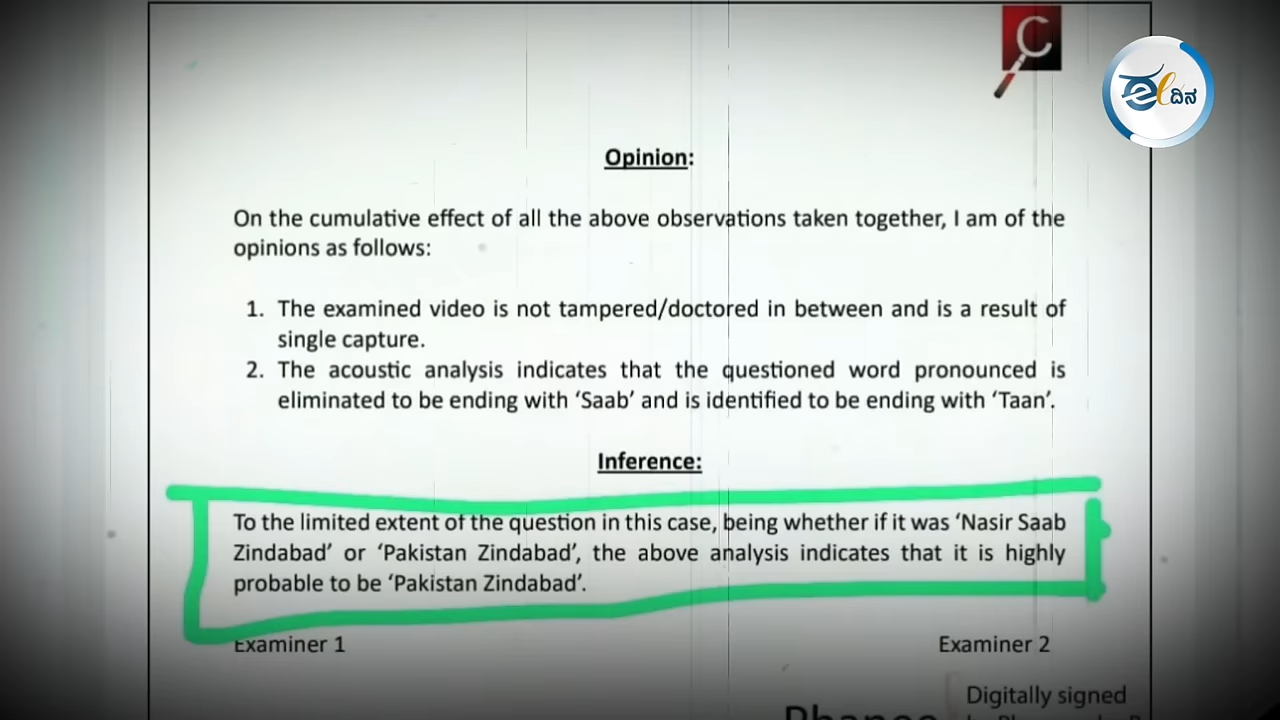 C
ಈ ದಿನ
Opinion:
On the cumulative effect of all the above observations taken together, I am of the
opinions as follows:
1. The examined video is not tampered/doctored in between and is a result of
single capture.
2. The acoustic analysis indicates that the questioned word pronounced is
eliminated to be ending with ‘Saab’ and is identified to be ending with ‘Taan’.
Inference:
To the limited extent of the question in this case, being whether if it was ‘Nasir Saab
Zindabad’ or ‘Pakistan Zindabad’, the above analysis indicates that it is highly
probable to be ‘Pakistan Zindabad’.
Examiner 1 Examiner 2
Digitally signed